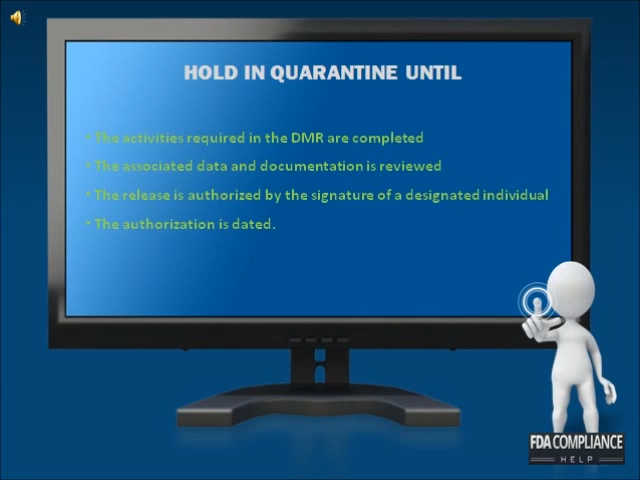 HOLD IN QUARANTINE UNTIL
• The activities required in the DMR are completed
• The associated data and documentation is reviewed
• The release is authorized by the signature of a designated individual
• The authorization is dated.
FDA COMPLIANCE
HELP